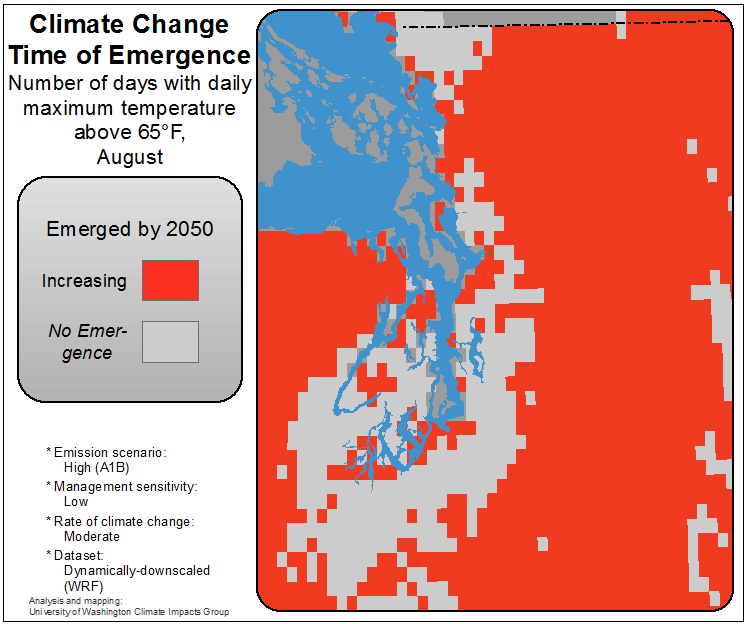 Climate Change
Time of Emergence
Number of days with daily
maximum temperature
above 65°F,
August
Emerged by 2050
Increasing
No Emer-
gence
* Emission scenario:
High (A1B)
* Management sensitivity:
Low
* Rate of climate change:
Moderate
* Dataset:
Dynamically-downscaled
(WRF)
Analysis and mapping:
University of Washington Climate Impacts Group